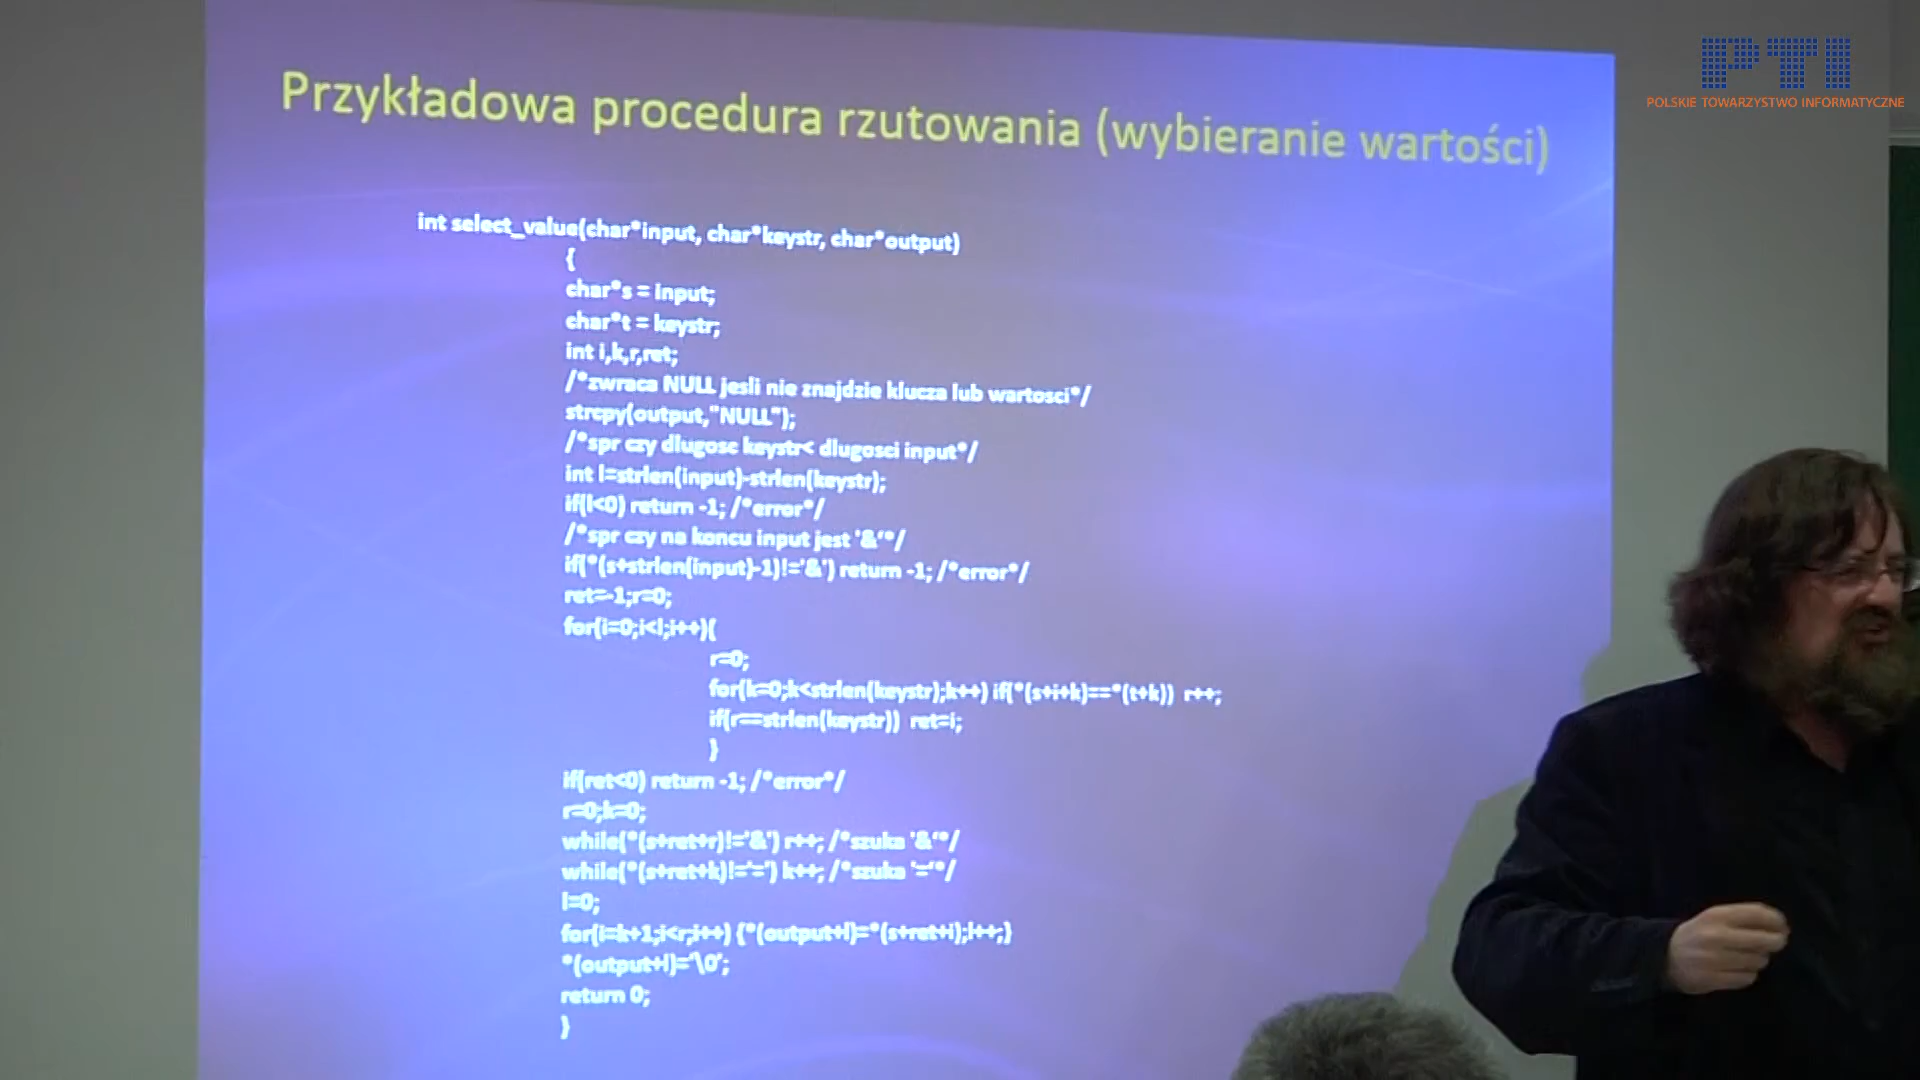 PTI
POLSKIE TOWARZYSTWO INFORMATYCZNE
Przykładowa procedura rzutowania (wybieranie wartości)
int select_value(char*input, char*keystr, char*output)
{
char*s = input;
char*t = keystr;
int i,k,r,ret;
/*zwraca NULL jesli nie znajdzie klucza lub wartosci*/
strcpy(output,"NULL");
/*spr czy dlugosc keystr< dlugosci input*/
int l=strlen(input)-strlen(keystr);
if(l<0) return -1; /*error*/
/*spr czy na koncu input jest '&'*/
if(*(s+strlen(input)-1)!='&') return -1; /*error*/
ret=-1;r=0;
for(i=0;i<l;i++){
r=0;
for(k=0;k<strlen(keystr);k++) if(*(s+i+k)==*(t+k)) r++;
if(r==strlen(keystr)) ret=i;
}
if(ret<0) return -1; /*error*/
r=0;k=0;
while(*(s+ret+r)!='&') r++; /*szuka '&'*/
while(*(s+ret+k)!='=') k++; /*szuka '='*/
l=0;
for(i=k+1;i<r;i++) {*(output+l)=*(s+ret+i);l++;}
*(output+l)='\0';
return 0;
}